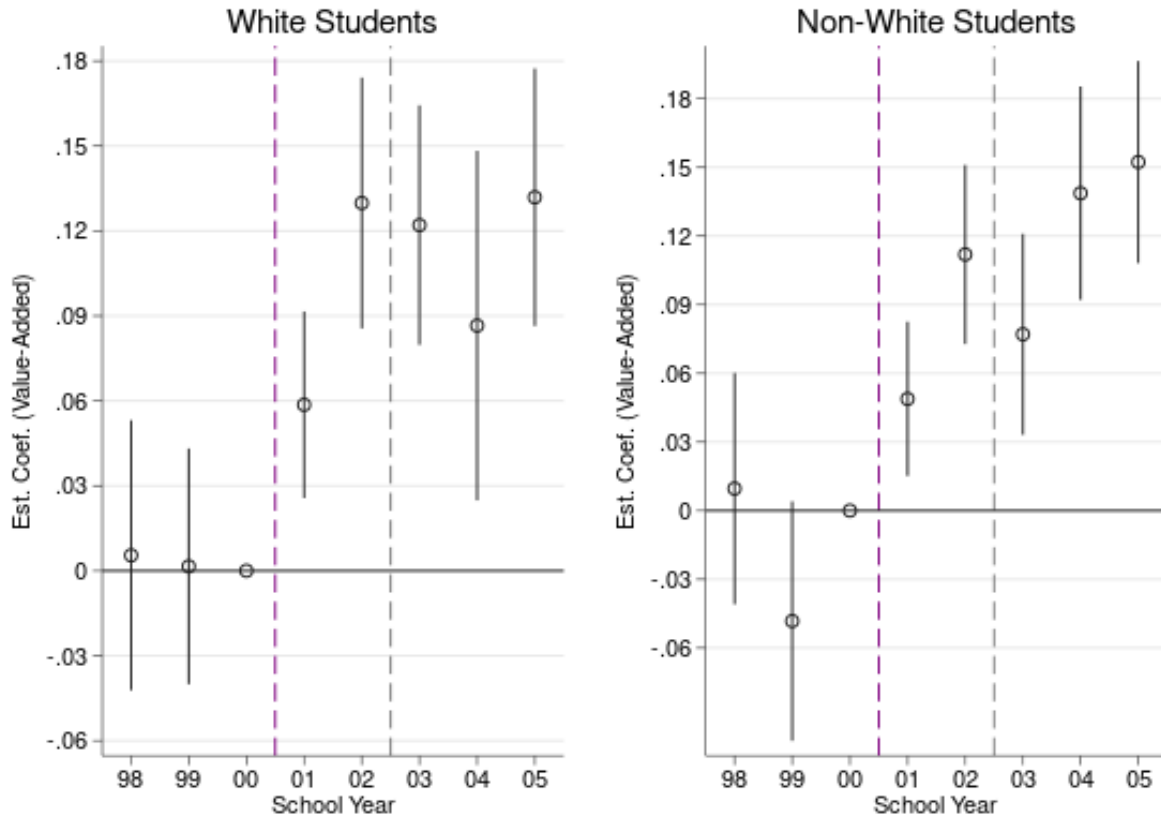 White Students
Est. Coef. (Value-Added)
.18
.15
.12
.09
.06
.03
0
-.03
-.06
98 99 00 01 02 03 04 05
School Year
Non-White Students
Est. Coef. (Value-Added)
.18
.15
.12
.09
.06
.03
0
-.03
-.06
98 99 00 01 02 03 04 05
School Year